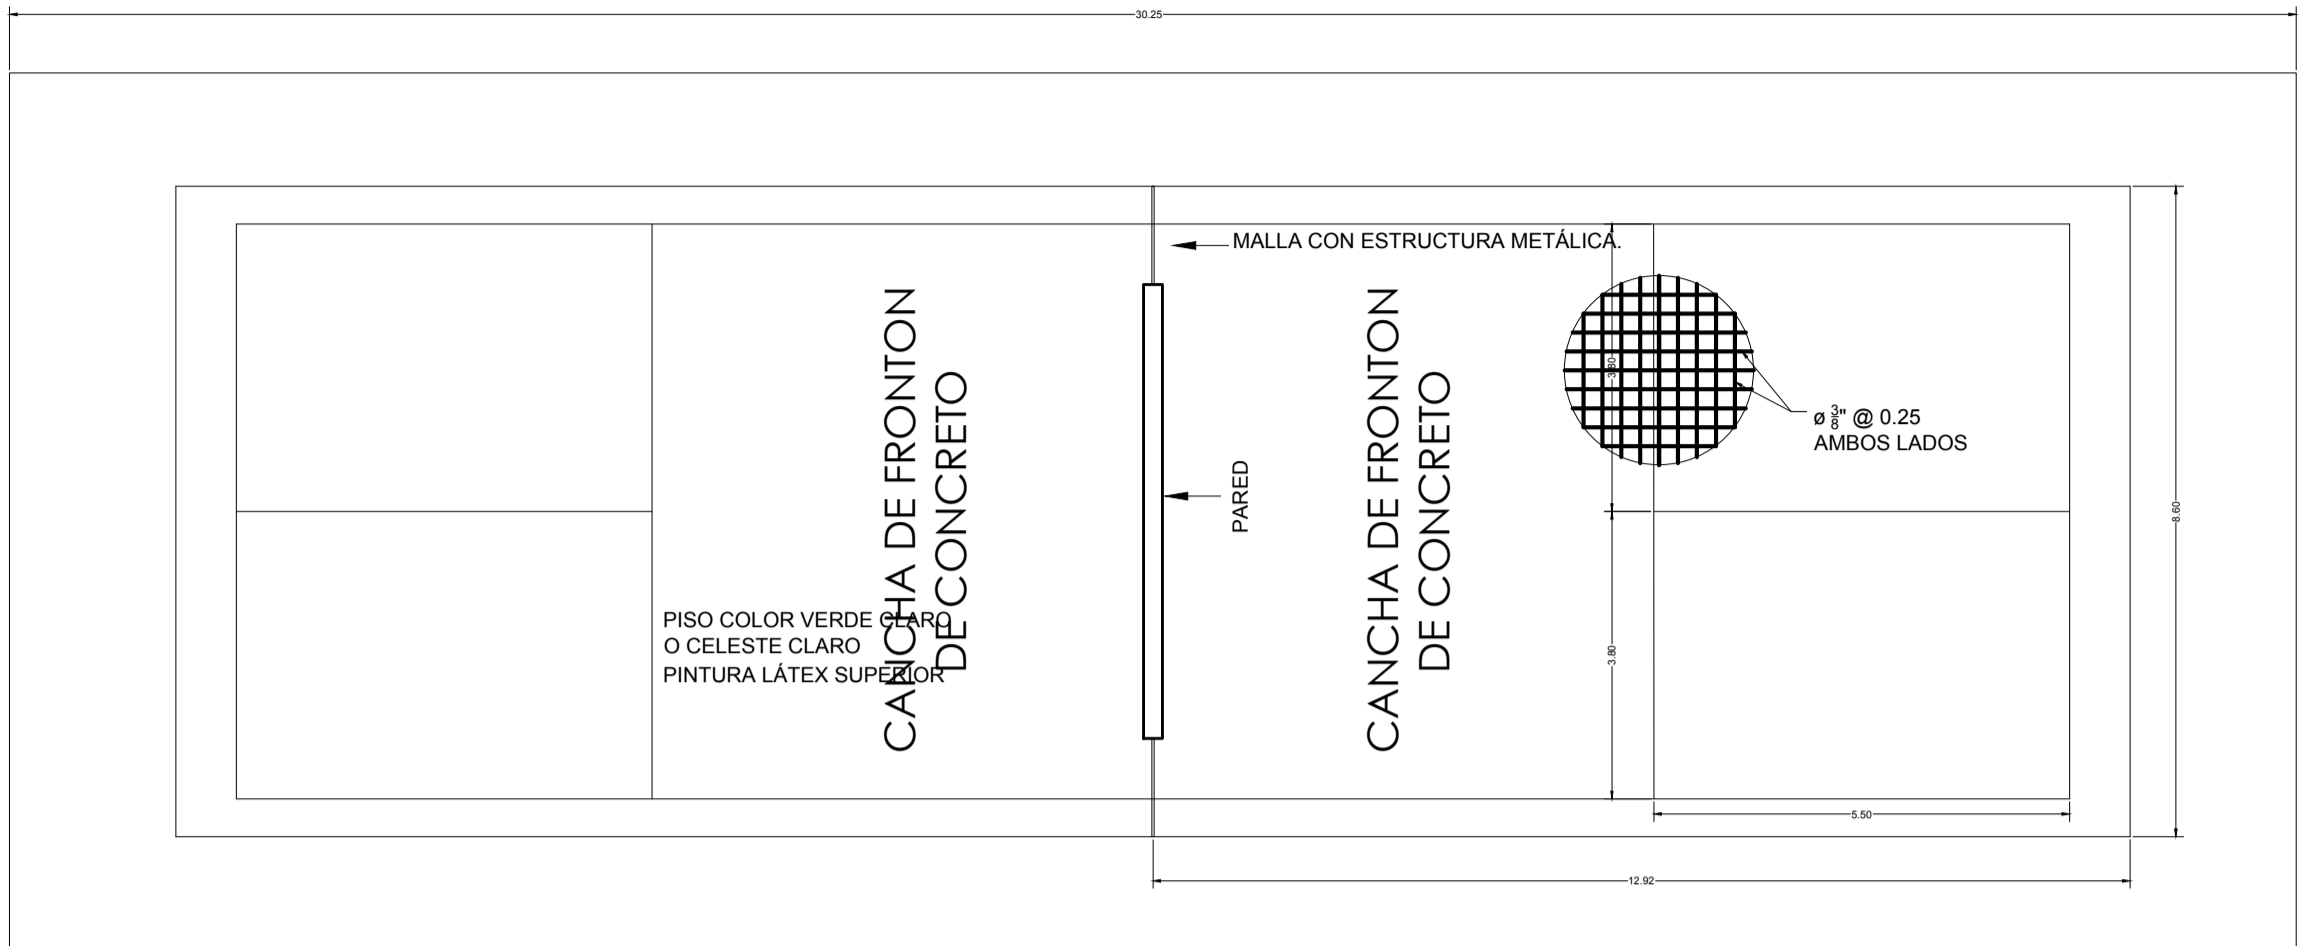 30.25
MALLA CON ESTRUCTURA METÁLICA.
CANCHA DE FRONTON
DE CONCRETO
CANCHA DE FRONTON
DE CONCRETO
3.80
ø 3/8" @ 0.25
AMBOS LADOS
PARED
8.60
PISO COLOR VERDE CLARO
O CELESTE CLARO
PINTURA LÁTEX SUPERIOR
3.80
5.50
12.92